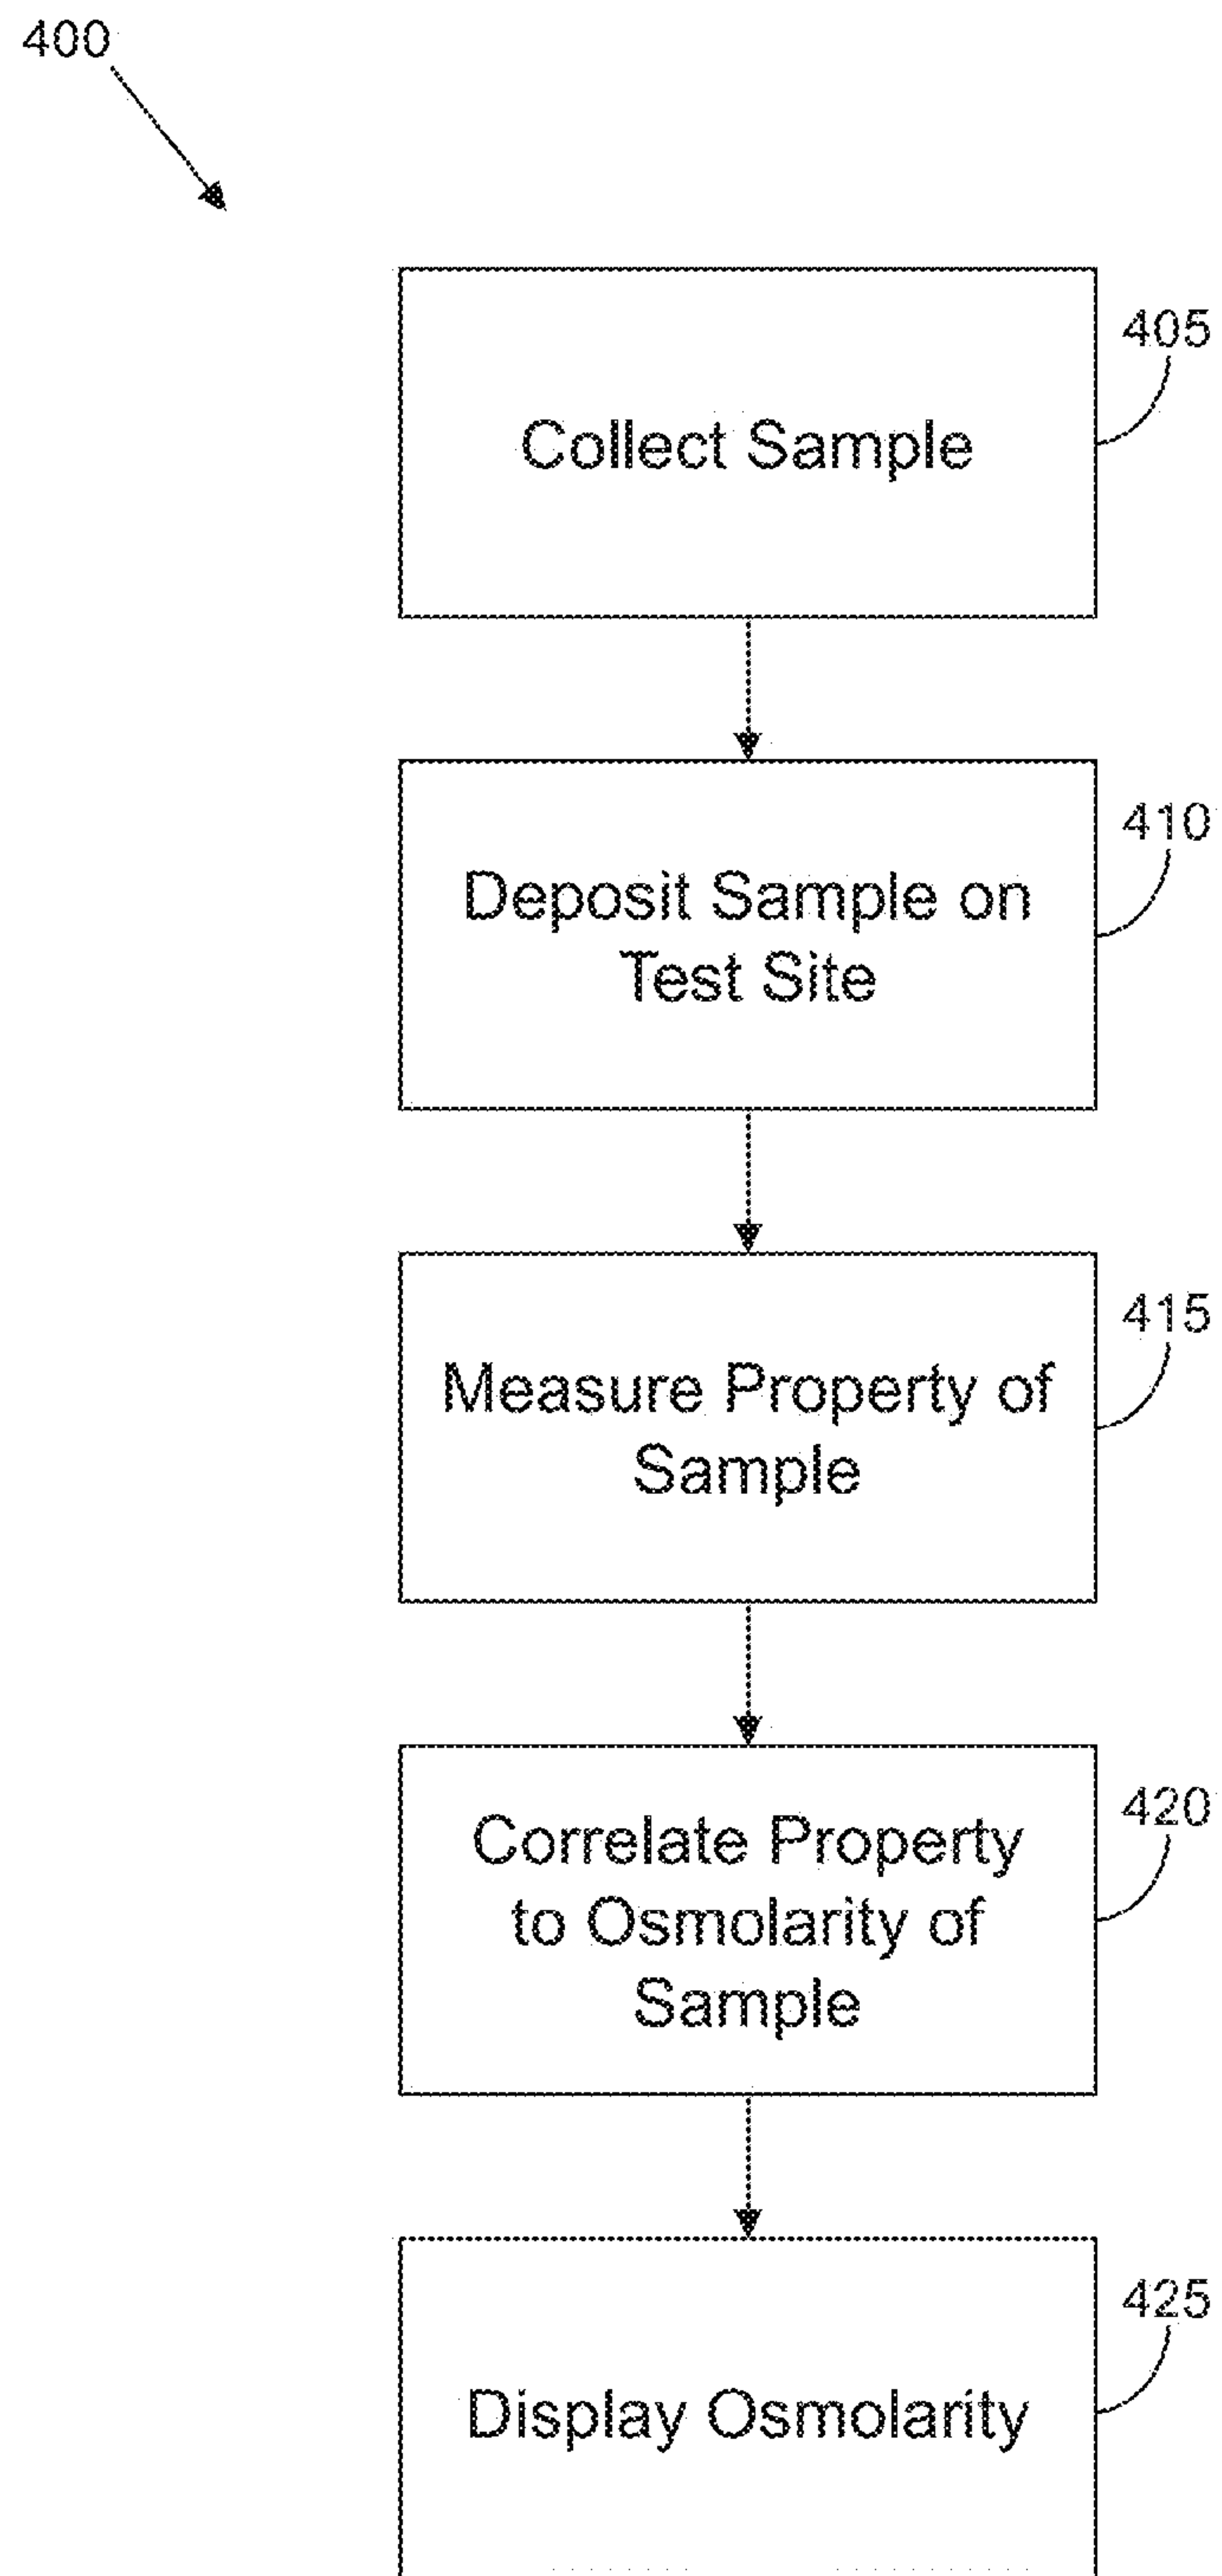 400
405
Collect Sample
410
Deposit Sample on
Test Site
415
Measure Property of
Sample
420
Correlate Property
to Osmolarity of
Sample
425
Display Osmolarity